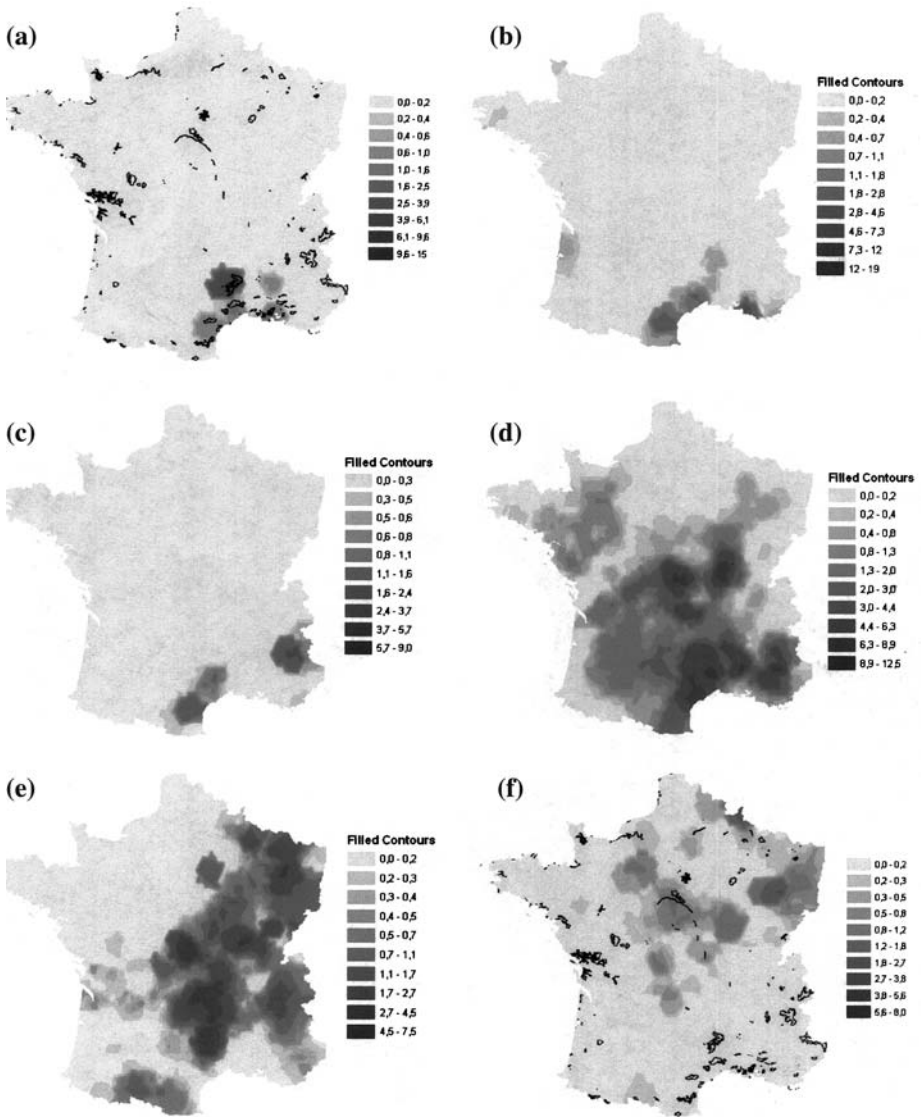 (a)
0,0 - 0,2
0,2 - 0,4
0,4 - 0,6
0,6 - 1,0
1,0 - 1,6
1,6 - 2,5
2,5 - 3,9
3,9 - 6,1
6,1 - 9,6
9,6 - 15
(b)
Filled Contours
0,0 - 0,2
0,2 - 0,4
0,4 - 0,7
0,7 - 1,1
1,1 - 1,8
1,8 - 2,8
2,8 - 4,6
4,6 - 7,3
7,3 - 12
12 - 19
(c)
Filled Contours
0,0 - 0,3
0,3 - 0,5
0,5 - 0,6
0,6 - 0,8
0,8 - 1,1
1,1 - 1,6
1,6 - 2,4
2,4 - 3,7
3,7 - 5,7
5,7 - 9,0
(d)
Filled Contours
0,0 - 0,2
0,2 - 0,4
0,4 - 0,8
0,8 - 1,3
1,3 - 2,0
2,0 - 3,0
3,0 - 4,4
4,4 - 6,3
6,3 - 8,9
8,9 - 12,5
(e)
Filled Contours
0,0 - 0,2
0,2 - 0,3
0,3 - 0,4
0,4 - 0,5
0,5 - 0,7
0,7 - 1,1
1,1 - 1,7
1,7 - 2,7
2,7 - 4,5
4,5 - 7,5
(f)
0,0 - 0,2
0,2 - 0,3
0,3 - 0,5
0,5 - 0,8
0,8 - 1,2
1,2 - 1,8
1,8 - 2,7
2,7 - 3,8
3,8 - 5,6
5,6 - 8,0